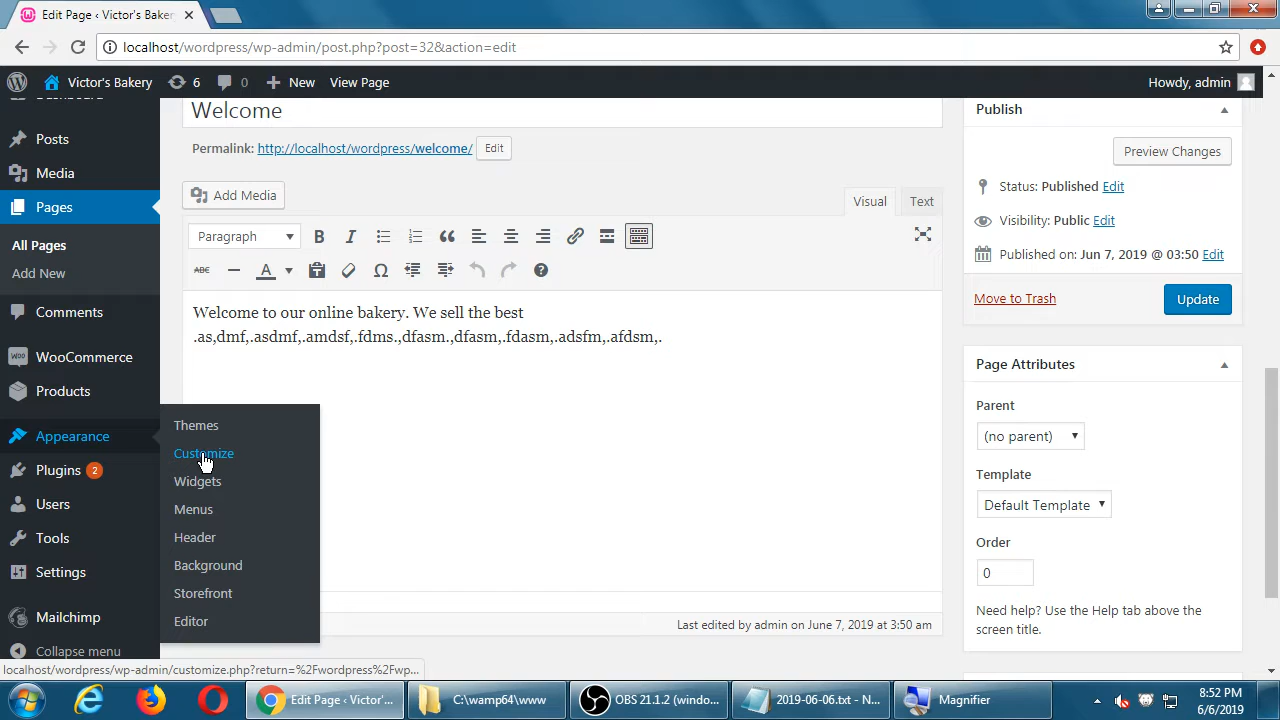 Edit Page ‹ Victor's Baker
localhost/wordpress/wp-admin/post.php?post=32&action=edit
Victor's Bakery
6
0
New
View Page
Howdy, admin
Dashboard
Posts
Media
Pages
All Pages
Add New
Comments
WooCommerce
Products
Appearance
Plugins 2
Users
Tools
Settings
Mailchimp
Collapse menu
Themes
Customize
Widgets
Menus
Header
Background
Storefront
Editor
Welcome
Permalink: http://localhost/wordpress/welcome/ Edit
Add Media
Visual
Text
Paragraph
B I
ABC A
Welcome to our online bakery. We sell the best
.as,dmf,.asdmf,.amdsf,.fdms.,dfasm.,dfasm,.fdasm,.adsfm,.afdsm,.
Last edited by admin on June 7, 2019 at 3:50 am
Publish
Preview Changes
Status: Published Edit
Visibility: Public Edit
Published on: Jun 7, 2019 @ 03:50 Edit
Move to Trash
Update
Page Attributes
Parent
(no parent)
Template
Default Template
Order
0
Need help? Use the Help tab above the
screen title.
localhost/wordpress/wp-admin/customize.php?return=%2Fwordpress%2Fwp...
Edit Page ‹ Victor'...
C:\wamp64\www
OBS 21.1.2 (windo...
2019-06-06.txt - N...
Magnifier
8:52 PM
6/6/2019